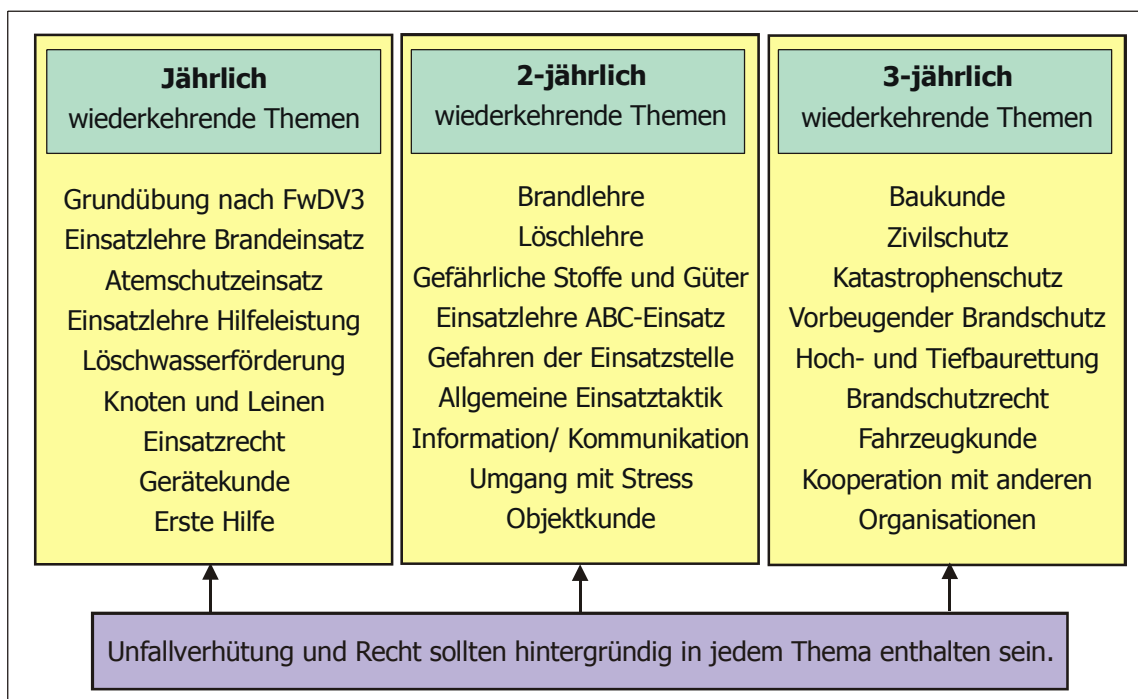 Jährlich
wiederkehrende Themen
Grundübung nach FwDV3
Einsatzlehre Brandeinsatz
Atemschutzeinsatz
Einsatzlehre Hilfeleistung
Löschwasserförderung
Knoten und Leinen
Einsatzrecht
Gerätekunde
Erste Hilfe
2-jährlich
wiederkehrende Themen
Brandlehre
Löschlehre
Gefährliche Stoffe und Güter
Einsatzlehre ABC-Einsatz
Gefahren der Einsatzstelle
Allgemeine Einsatztaktik
Information/ Kommunikation
Umgang mit Stress
Objektkunde
3-jährlich
wiederkehrende Themen
Baukunde
Zivilschutz
Katastrophenschutz
Vorbeugender Brandschutz
Hoch- und Tiefbaurettung
Brandschutzrecht
Fahrzeugkunde
Kooperation mit anderen
Organisationen
Unfallverhütung und Recht sollten hintergründig in jedem Thema enthalten sein.